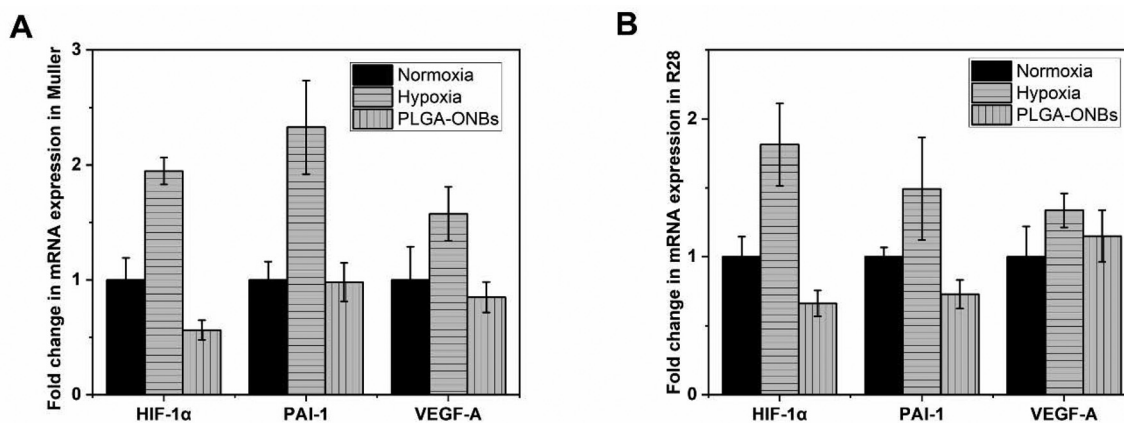 A
Fold change in mRNA expression in Muller
3
2
1
0
Normoxia
Hypoxia
PLGA-ONBs
HIF-1α
PAI-1
VEGF-A
B
Fold change in mRNA expression in R28
2
1
0
Normoxia
Hypoxia
PLGA-ONBs
HIF-1α
PAI-1
VEGF-A